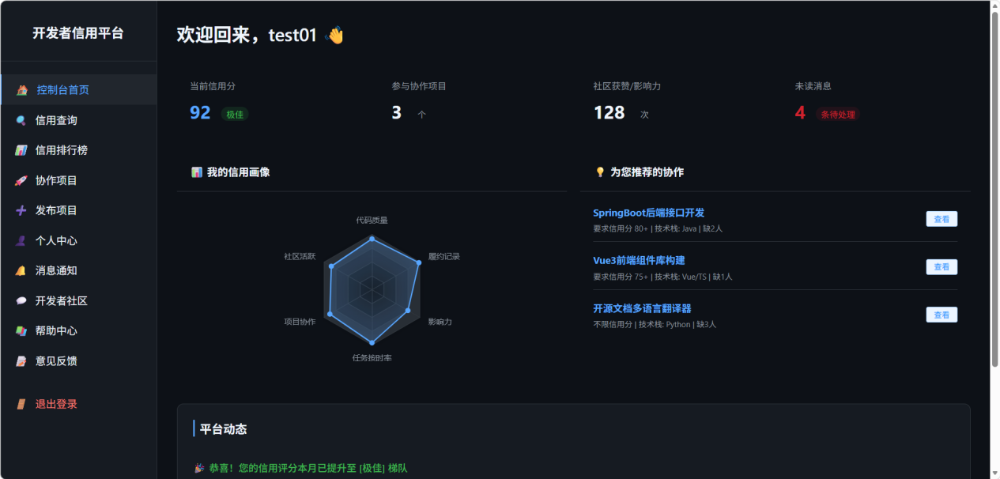 开发者信用平台
控制台首页
信用查询
信用排行榜
协作项目
发布项目
个人中心
消息通知
开发者社区
帮助中心
意见反馈
退出登录
欢迎回来，test01 👋
当前信用分
92 极佳
参与协作项目
3 个
社区获赞/影响力
128 次
未读消息
4 条待处理
我的信用画像
代码质量
履约记录
影响力
任务按时率
项目协作
社区活跃
为您推荐的协作
SpringBoot后端接口开发
要求信用分 80+ | 技术栈: Java | 缺2人
查看
Vue3前端组件库构建
要求信用分 75+ | 技术栈: Vue/TS | 缺1人
查看
开源文档多语言翻译器
不限信用分 | 技术栈: Python | 缺3人
查看
平台动态
🎉 恭喜！您的信用评分本月已提升至 [极佳] 梯队